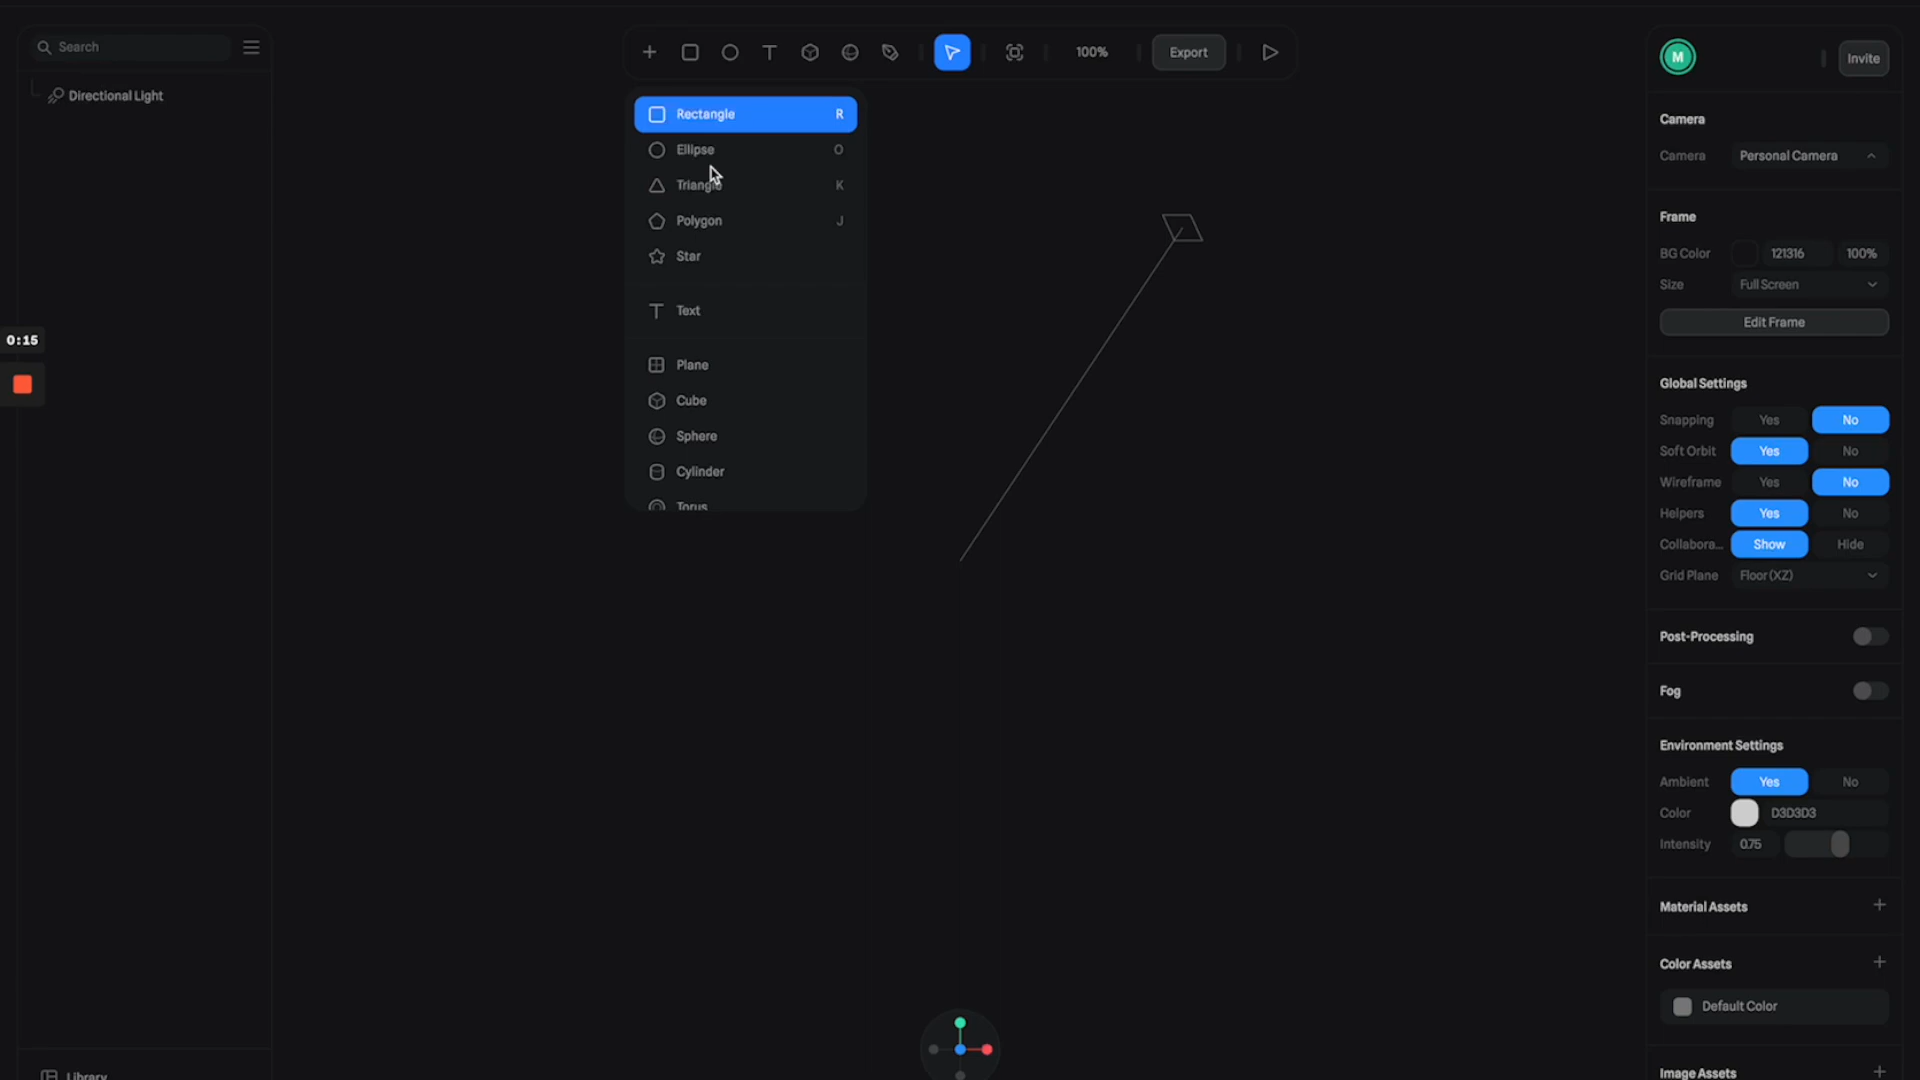 Search
Directional Light
0:15
100%
Export
Rectangle R
Ellipse O
Triangle K
Polygon J
Star
Text
Plane
Cube
Sphere
Cylinder
Torus
M
Invite
Camera
Camera Personal Camera
Frame
BG Color 121316 100%
Size Full Screen
Edit Frame
Global Settings
Snapping Yes No
Soft Orbit Yes No
Wireframe Yes No
Helpers Yes No
Collabora... Show Hide
Grid Plane Floor (XZ)
Post-Processing
Fog
Environment Settings
Ambient Yes No
Color D3D3D3
Intensity 0.75
Material Assets
Color Assets
Default Color
Image Assets
Library